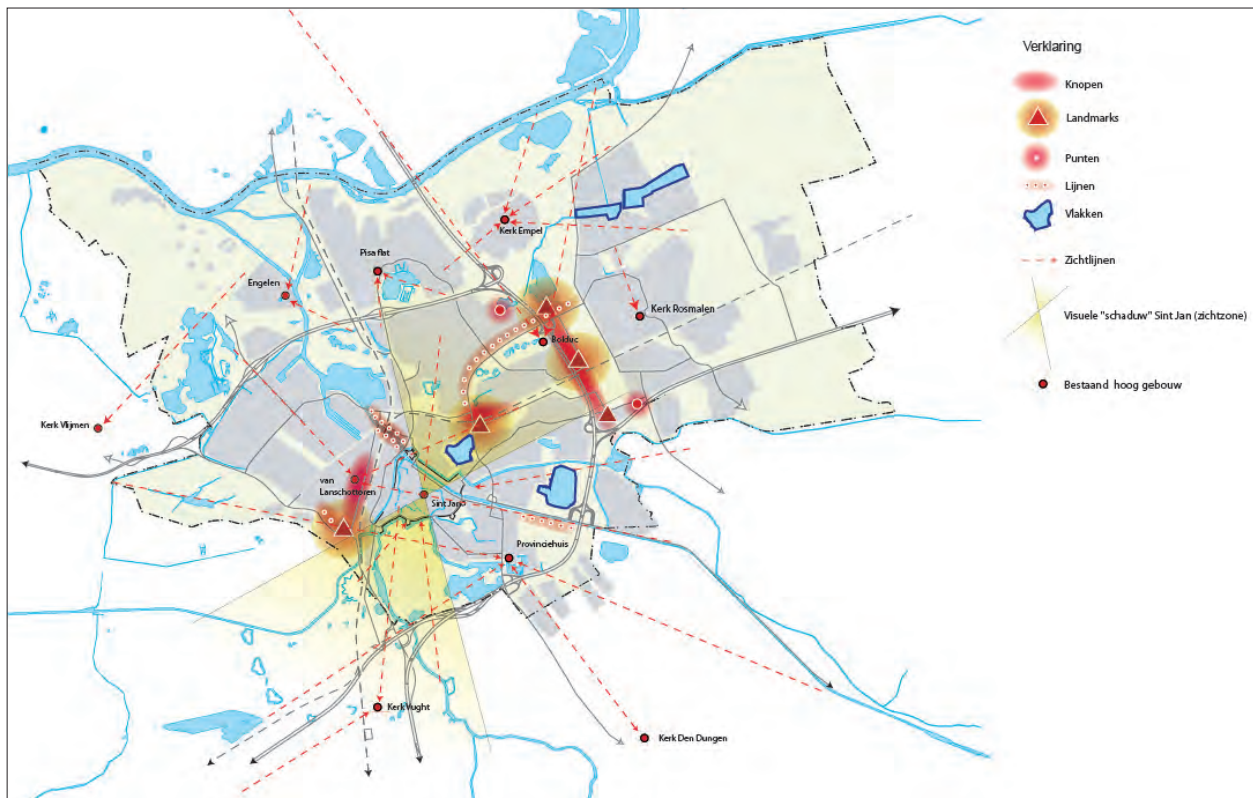 Verklaring
Knopen
Landmarks
Punten
Lijnen
Vlakken
Zichtlijnen
Visuele "schaduw" Sint Jan (zichtzone)
Bestaand hoog gebouw
Kerk Empel
Pisa flat
Engelen
Kerk Rosmalen
Bolduc
Kerk Vlijmen
van
Lanschottoren
Sint Jan
Provinciehuis
Kerk Vught
Kerk Den Dungen